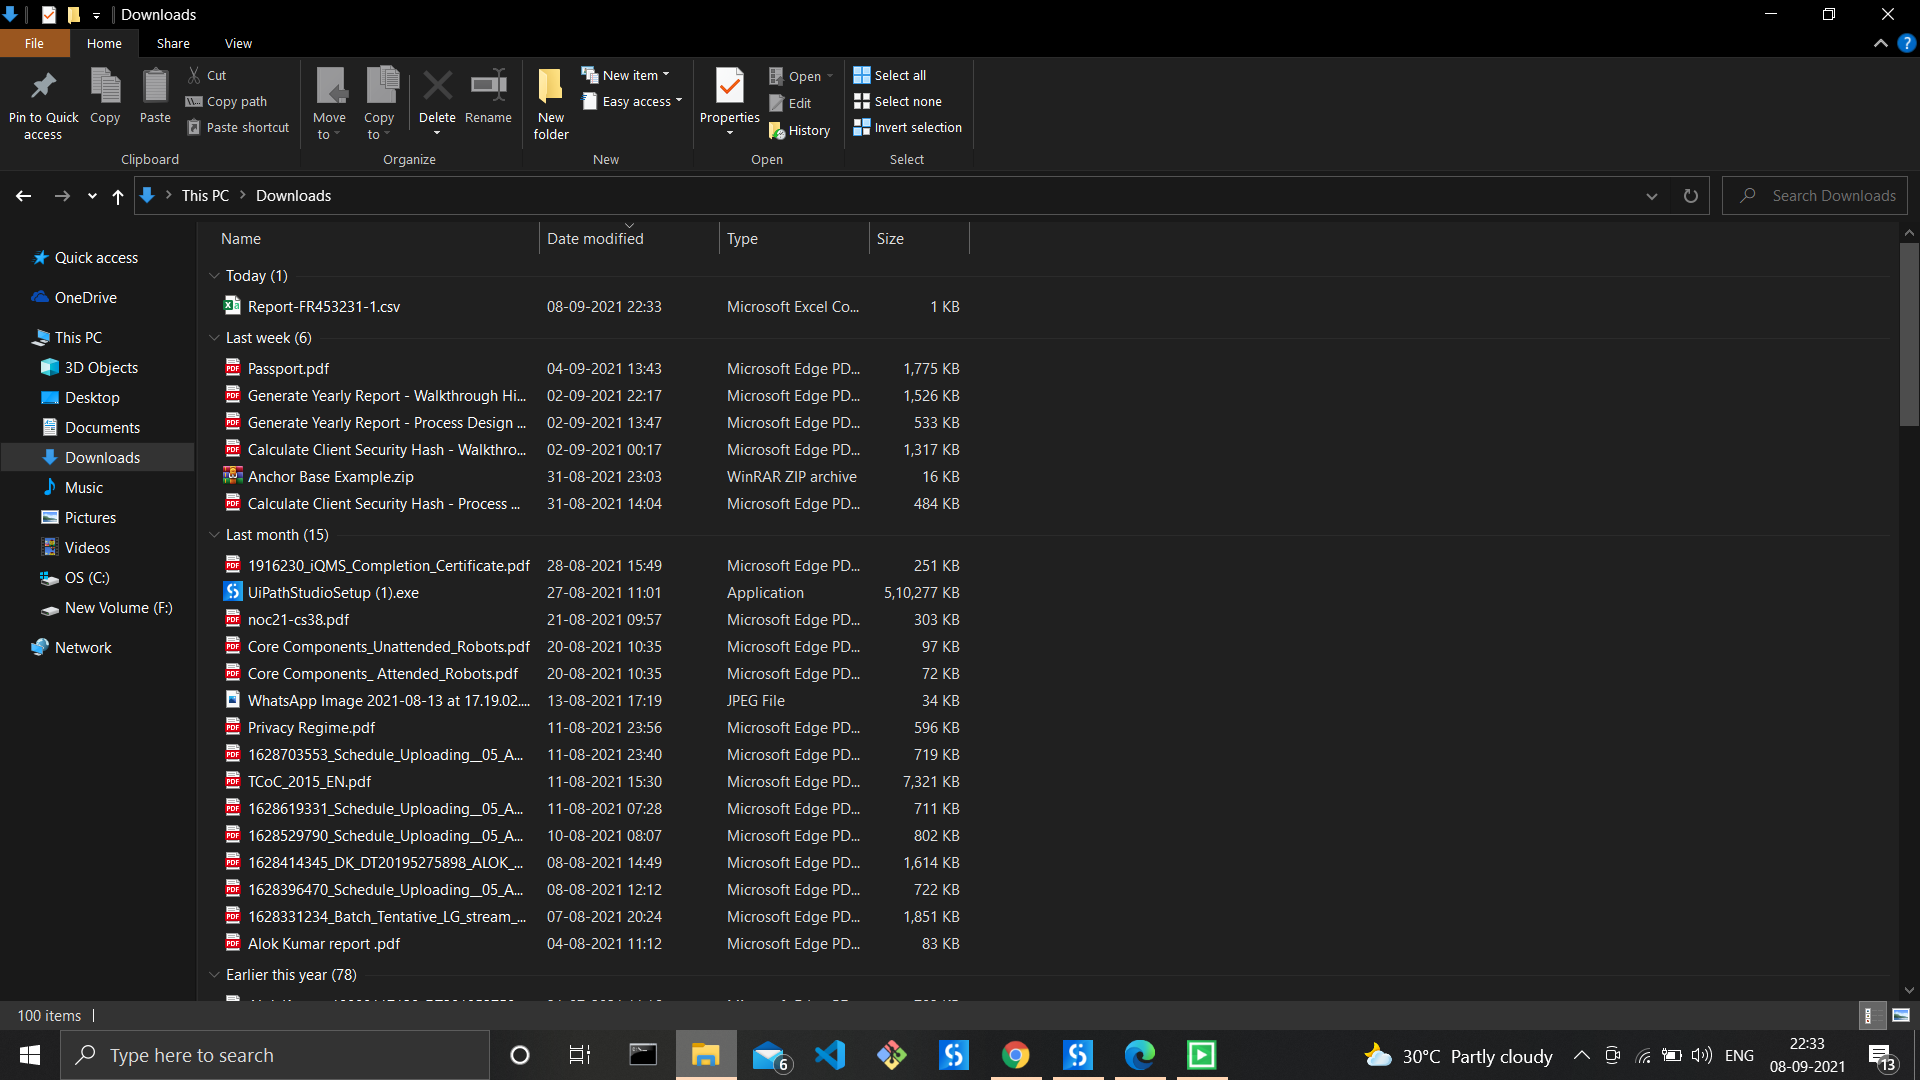 Downloads
File Home Share View
Pin to Quick access
Copy
Paste
Cut
Copy path
Paste shortcut
Clipboard
Move to
Copy to
Delete
Rename
Organize
New folder
New item
Easy access
New
Properties
Open
Edit
History
Open
Select all
Select none
Invert selection
Select
This PC > Downloads
Search Downloads
Quick access
OneDrive
This PC
3D Objects
Desktop
Documents
Downloads
Music
Pictures
Videos
OS (C:)
New Volume (F:)
Network
Name Date modified Type Size
Today (1)
Report-FR453231-1.csv 08-09-2021 22:33 Microsoft Excel Co... 1 KB
Last week (6)
Passport.pdf 04-09-2021 13:43 Microsoft Edge PD... 1,775 KB
Generate Yearly Report - Walkthrough Hi... 02-09-2021 22:17 Microsoft Edge PD... 1,526 KB
Generate Yearly Report - Process Design ... 02-09-2021 13:47 Microsoft Edge PD... 533 KB
Calculate Client Security Hash - Walkthro... 02-09-2021 00:17 Microsoft Edge PD... 1,317 KB
Anchor Base Example.zip 31-08-2021 23:03 WinRAR ZIP archive 16 KB
Calculate Client Security Hash - Process ... 31-08-2021 14:04 Microsoft Edge PD... 484 KB
Last month (15)
1916230_iQMS_Completion_Certificate.pdf 28-08-2021 15:49 Microsoft Edge PD... 251 KB
UiPathStudioSetup (1).exe 27-08-2021 11:01 Application 5,10,277 KB
noc21-cs38.pdf 21-08-2021 09:57 Microsoft Edge PD... 303 KB
Core Components_Unattended_Robots.pdf 20-08-2021 10:35 Microsoft Edge PD... 97 KB
Core Components_ Attended_Robots.pdf 20-08-2021 10:35 Microsoft Edge PD... 72 KB
WhatsApp Image 2021-08-13 at 17.19.02.... 13-08-2021 17:19 JPEG File 34 KB
Privacy Regime.pdf 11-08-2021 23:56 Microsoft Edge PD... 596 KB
1628703553_Schedule_Uploading__05_A... 11-08-2021 23:40 Microsoft Edge PD... 719 KB
TCoC_2015_EN.pdf 11-08-2021 15:30 Microsoft Edge PD... 7,321 KB
1628619331_Schedule_Uploading__05_A... 11-08-2021 07:28 Microsoft Edge PD... 711 KB
1628529790_Schedule_Uploading__05_A... 10-08-2021 08:07 Microsoft Edge PD... 802 KB
1628414345_DK_DT20195275898_ALOK_... 08-08-2021 14:49 Microsoft Edge PD... 1,614 KB
1628396470_Schedule_Uploading__05_A... 08-08-2021 12:12 Microsoft Edge PD... 722 KB
1628331234_Batch_Tentative_LG_stream_... 07-08-2021 20:24 Microsoft Edge PD... 1,851 KB
Alok Kumar report .pdf 04-08-2021 11:12 Microsoft Edge PD... 83 KB
Earlier this year (78)
100 items
Type here to search
6
30°C Partly cloudy
ENG
22:33
08-09-2021
13